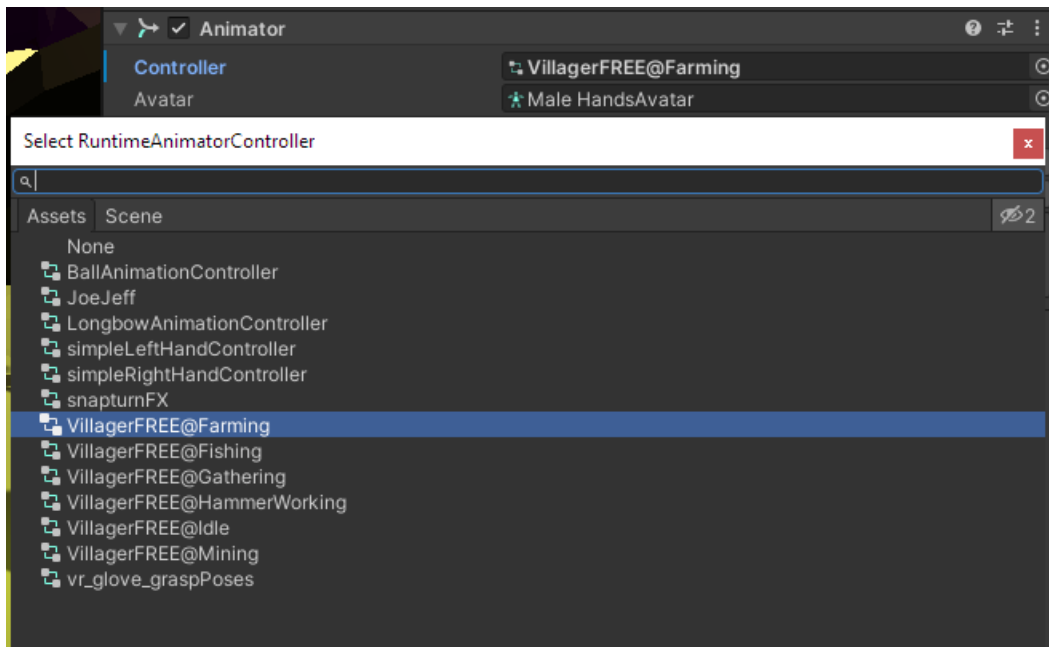 Animator
Controller VillagerFREE@Farming
Avatar Male HandsAvatar
Select RuntimeAnimatorController
x
Assets Scene 2
None
BallAnimationController
JoeJeff
LongbowAnimationController
simpleLeftHandController
simpleRightHandController
snapturnFX
VillagerFREE@Farming
VillagerFREE@Fishing
VillagerFREE@Gathering
VillagerFREE@HammerWorking
VillagerFREE@Idle
VillagerFREE@Mining
vr_glove_graspPoses